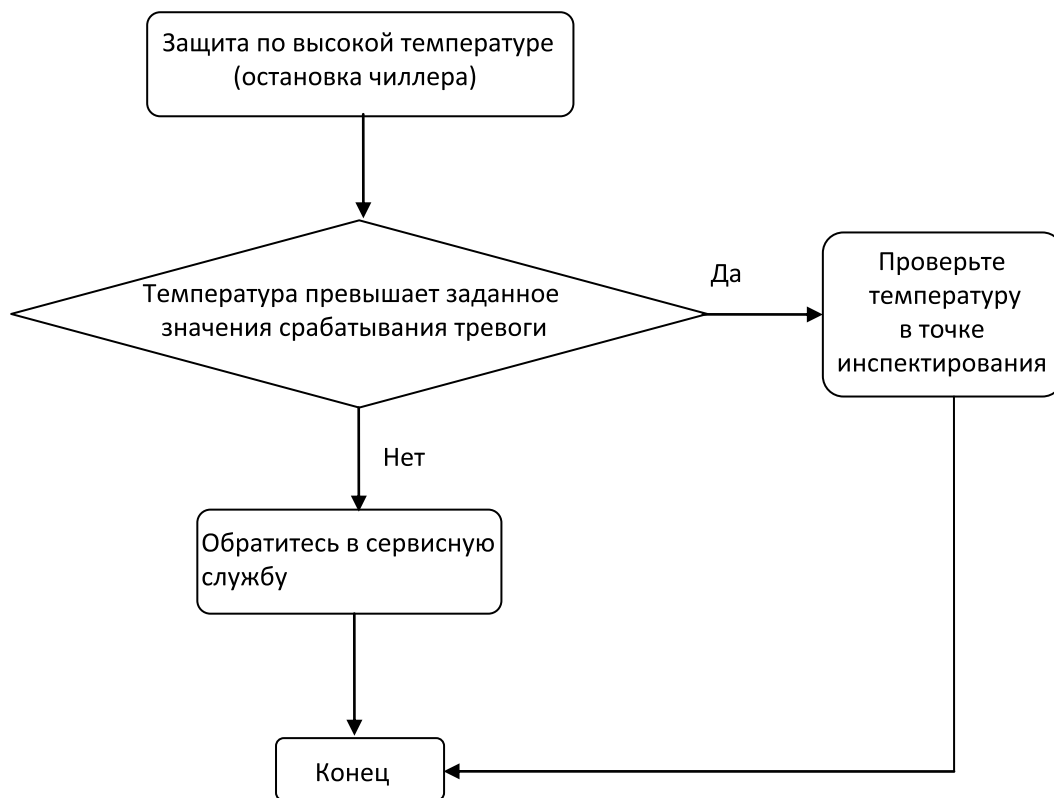 Защита по высокой температуре
(остановка чиллера)
Температура превышает заданное
значения срабатывания тревоги
Да
Проверьте
температуру
в точке
инспектирования
Нет
Обратитесь в сервисную
службу
Конец